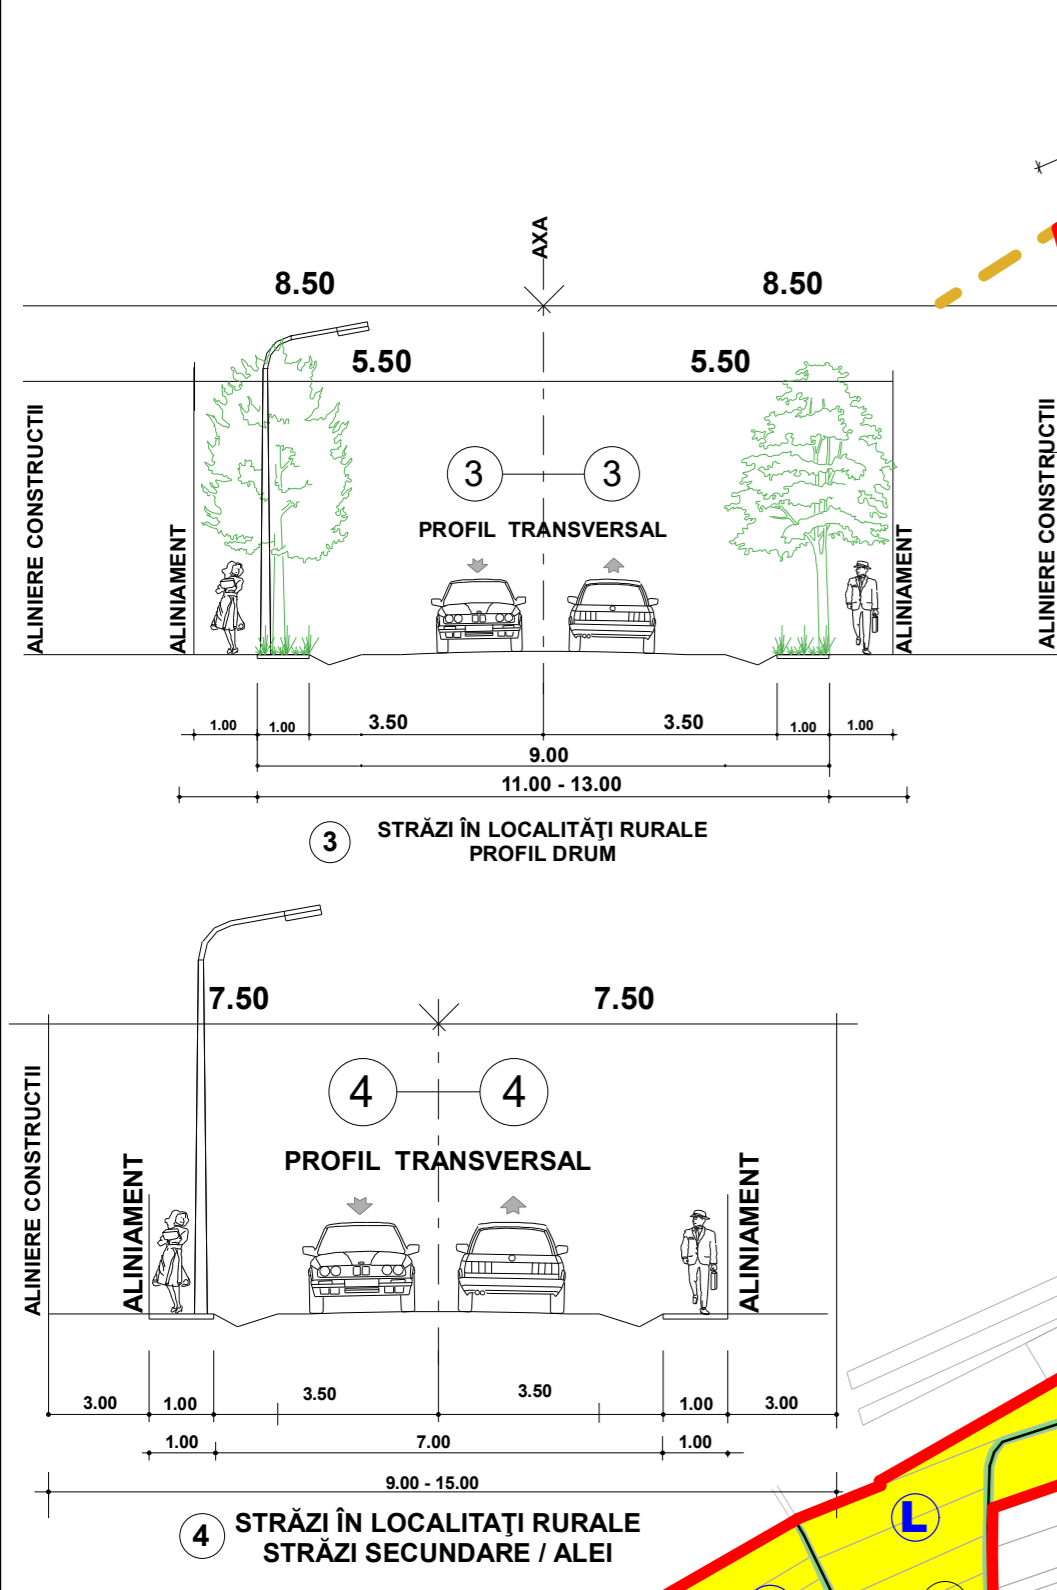 AXA
8.50 8.50
5.50 5.50
ALINIERE CONSTRUCTII
ALINIAMENT
3 3
PROFIL TRANSVERSAL
ALINIAMENT
ALINIERE CONSTRUCTII
1.00 1.00 3.50 3.50 1.00 1.00
9.00
11.00 - 13.00
3 STRĂZI ÎN LOCALITĂŢI RURALE
PROFIL DRUM
7.50 7.50
ALINIERE CONSTRUCTII
ALINIAMENT
4 4
PROFIL TRANSVERSAL
ALINIAMENT
3.00 1.00 3.50 3.50 1.00 3.00
1.00 7.00 1.00
9.00 - 15.00
4 STRĂZI ÎN LOCALITAŢI RURALE
STRĂZI SECUNDARE / ALEI
L